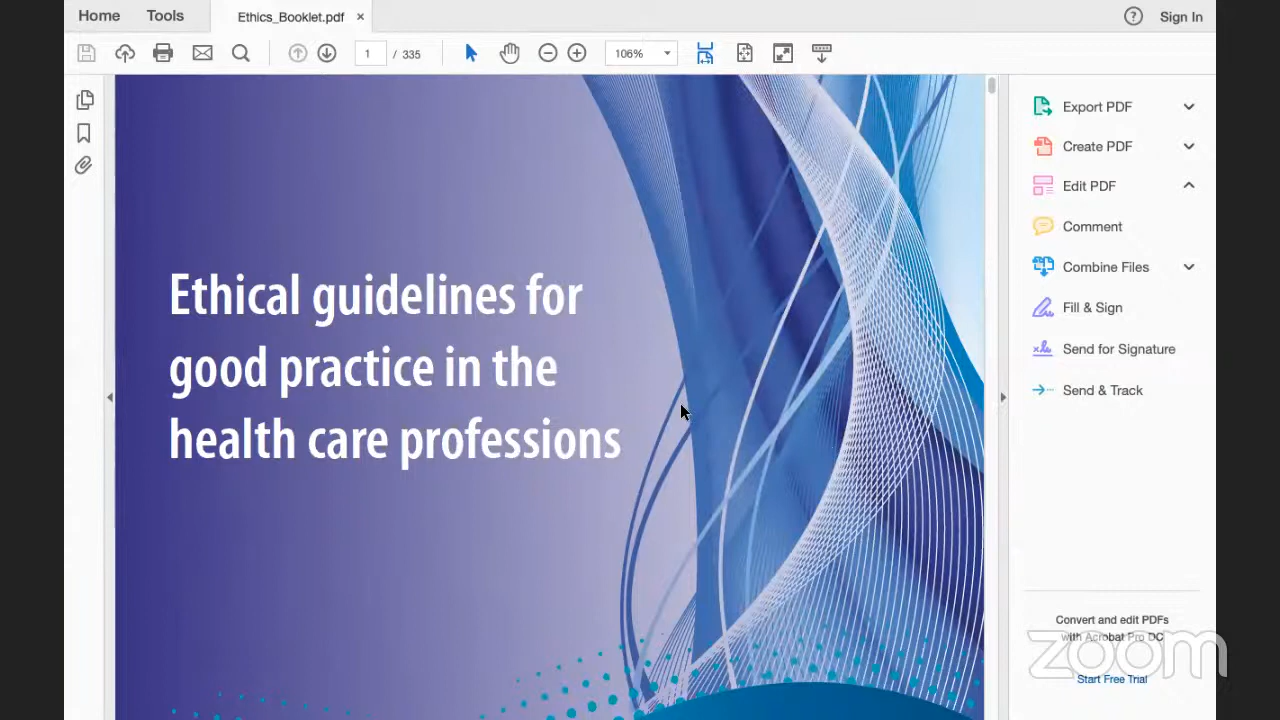 Home Tools Ethics_Booklet.pdf × ? Sign In
1 / 335 106%
Export PDF
Create PDF
Edit PDF
Comment
Combine Files
Fill & Sign
Send for Signature
Send & Track
Ethical guidelines for
good practice in the
health care professions
Convert and edit PDFs
with Acrobat Pro DC
Start Free Trial
zoom